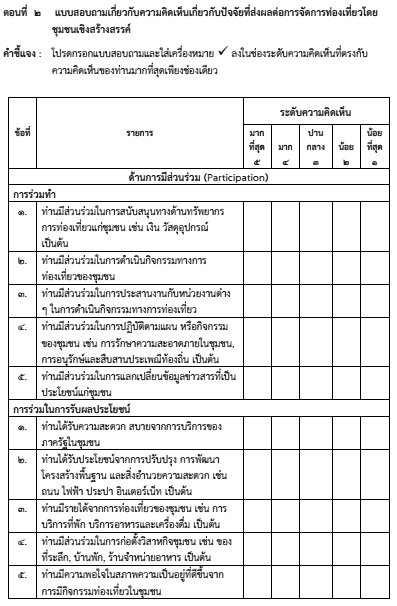 ตอนที่ ๒ แบบสอบถามเกี่ยวกับความคิดเห็นเกี่ยวกับปัจจัยที่ส่งผลต่อการจัดการท่องเที่ยวโดย
ชุมชนเชิงสร้างสรรค์
คำชี้แจง : โปรดกรอกแบบสอบถามและใส่เครื่องหมาย ✓ ลงในช่องระดับความคิดเห็นที่ตรงกับ
ความคิดเห็นของท่านมากที่สุดเพียงช่องเดียว
ข้อที่ รายการ ระดับความคิดเห็น
มาก ปาน น้อย
ที่สุด มาก กลาง น้อย ที่สุด
๕ ๔ ๓ ๒ ๑
ด้านการมีส่วนร่วม (Participation)
การร่วมทำ
๑. ท่านมีส่วนร่วมในการสนับสนุนทางด้านทรัพยากร
การท่องเที่ยวแก่ชุมชน เช่น เงิน วัสดุอุปกรณ์
เป็นต้น
๒. ท่านมีส่วนร่วมในการดำเนินกิจกรรมทางการ
ท่องเที่ยวของชุมชน
๓. ท่านมีส่วนร่วมในการประสานงานกับหน่วยงานต่าง
ๆ ในการดำเนินกิจกรรมทางการท่องเที่ยว
๔. ท่านมีส่วนร่วมในการปฏิบัติตามแผน หรือกิจกรรม
ของชุมชน เช่น การรักษาความสะอาดภายในชุมชน,
การอนุรักษ์และสืบสานประเพณีท้องถิ่น เป็นต้น
๕. ท่านมีส่วนร่วมในการแลกเปลี่ยนข้อมูลข่าวสารที่เป็น
ประโยชน์แก่ชุมชน
การร่วมในการรับผลประโยชน์
๑. ท่านได้รับความสะดวก สบายจากการบริการของ
ภาครัฐในชุมชน
๒. ท่านได้รับประโยชน์จากการปรับปรุง การพัฒนา
โครงสร้างพื้นฐาน และสิ่งอำนวยความสะดวก เช่น
ถนน ไฟฟ้า ประปา อินเตอร์เน็ท เป็นต้น
๓. ท่านมีรายได้จากการท่องเที่ยวของชุมชน เช่น การ
บริการที่พัก บริการอาหารและเครื่องดื่ม เป็นต้น
๔. ท่านมีส่วนร่วมในการก่อตั้งวิสาหกิจชุมชน เช่น ของ
ที่ระลึก, บ้านพัก, ร้านจำหน่ายอาหาร เป็นต้น
๕. ท่านมีความพอใจในสภาพความเป็นอยู่ที่ดีขึ้นจาก
การมีกิจกรรมท่องเที่ยวในชุมชน